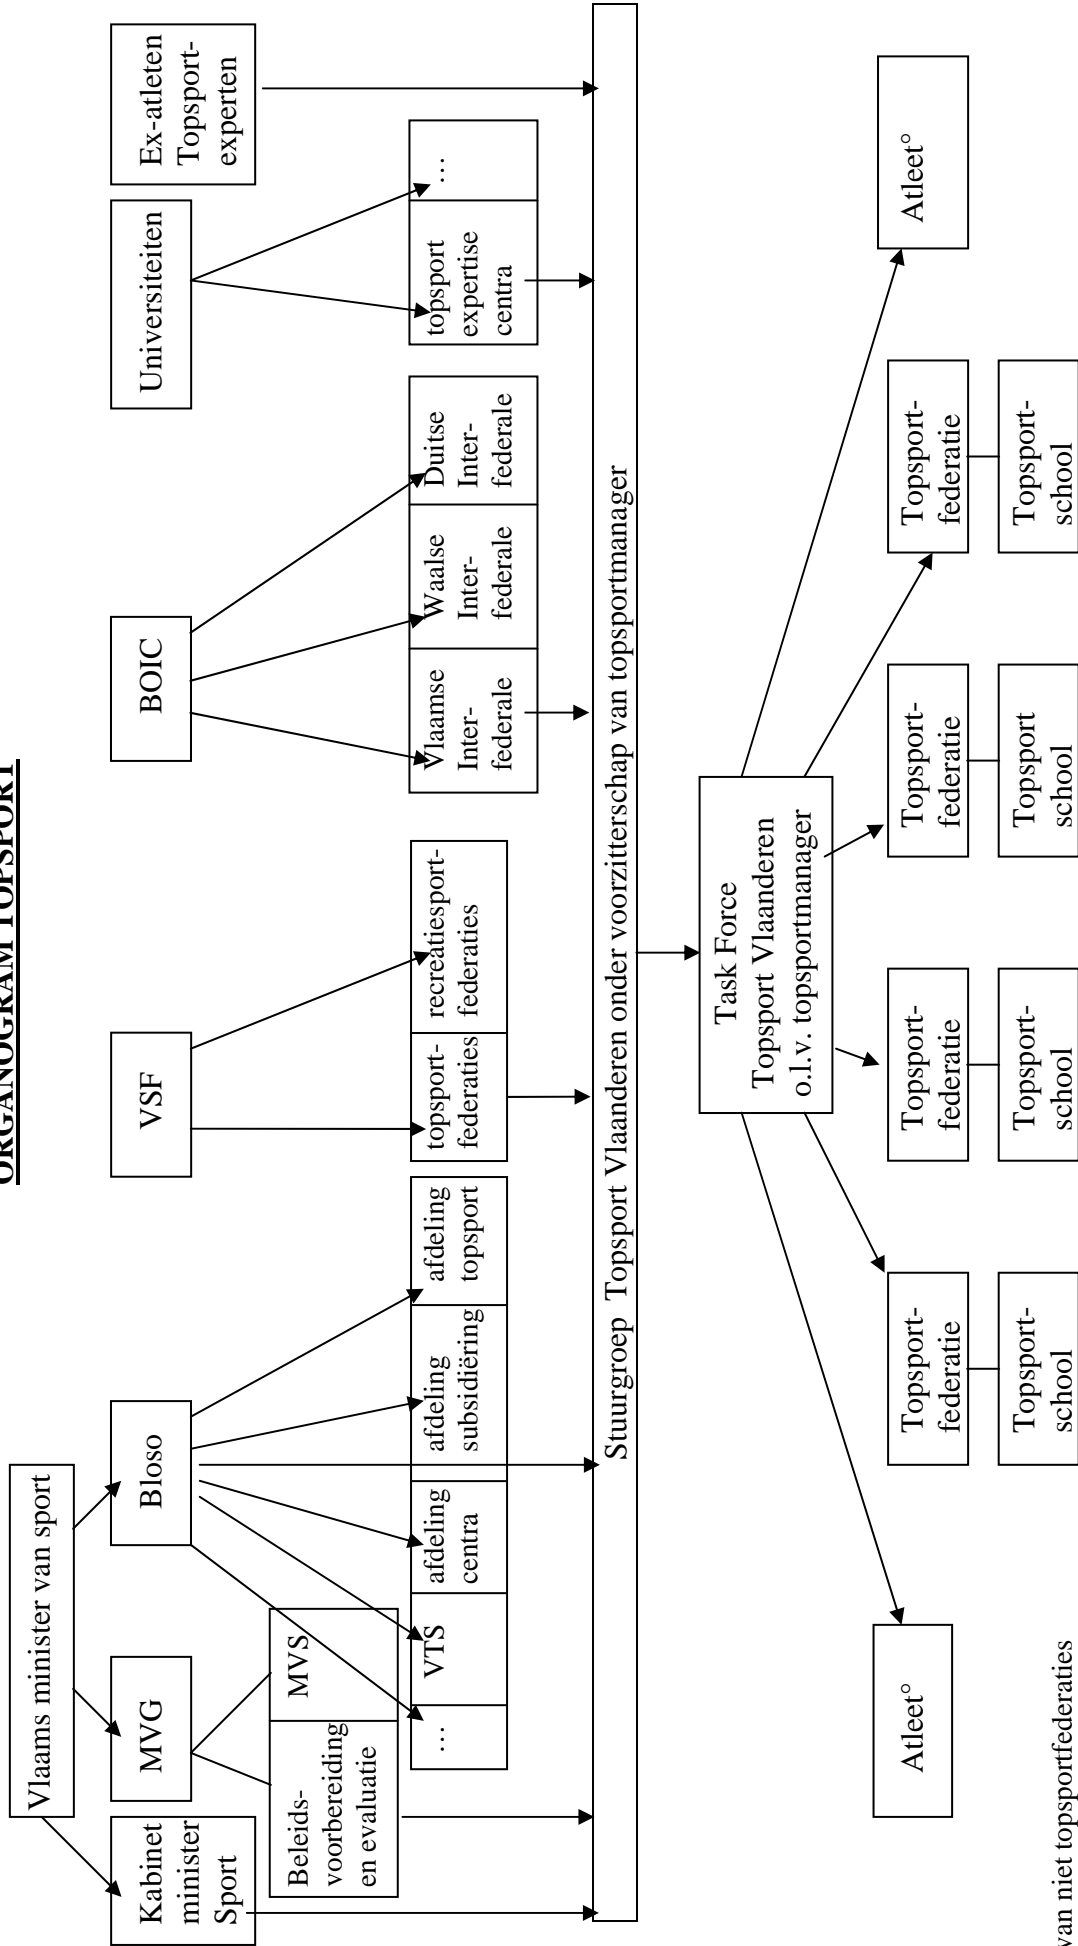 ORGANOGRAM TOPSPORT
Vlaams minister van sport
Kabinet
minister
Sport
MVG
Bloso
VSF
BOIC
Universiteiten
Ex-atleten
Topsport-
experten
Beleids-
voorbereiding
en evaluatie
MVS
…
VTS
afdeling
centra
afdeling
subsidiëring
afdeling
topsport
topsport-
federaties
recreatiesport-
federaties
Vlaamse
Inter-
federale
Waalse
Inter-
federale
Duitse
Inter-
federale
topsport
expertise
centra
…
Stuurgroep Topsport Vlaanderen onder voorzitterschap van topsportmanager
Task Force
Topsport Vlaanderen
o.l.v. topsportmanager
Atleet°
Topsport-
federatie
Topsport-
federatie
Topsport-
federatie
Topsport-
federatie
Atleet°
Topsport-
school
Topsport-
school
Topsport
school
Topsport-
school
van niet topsportfederaties